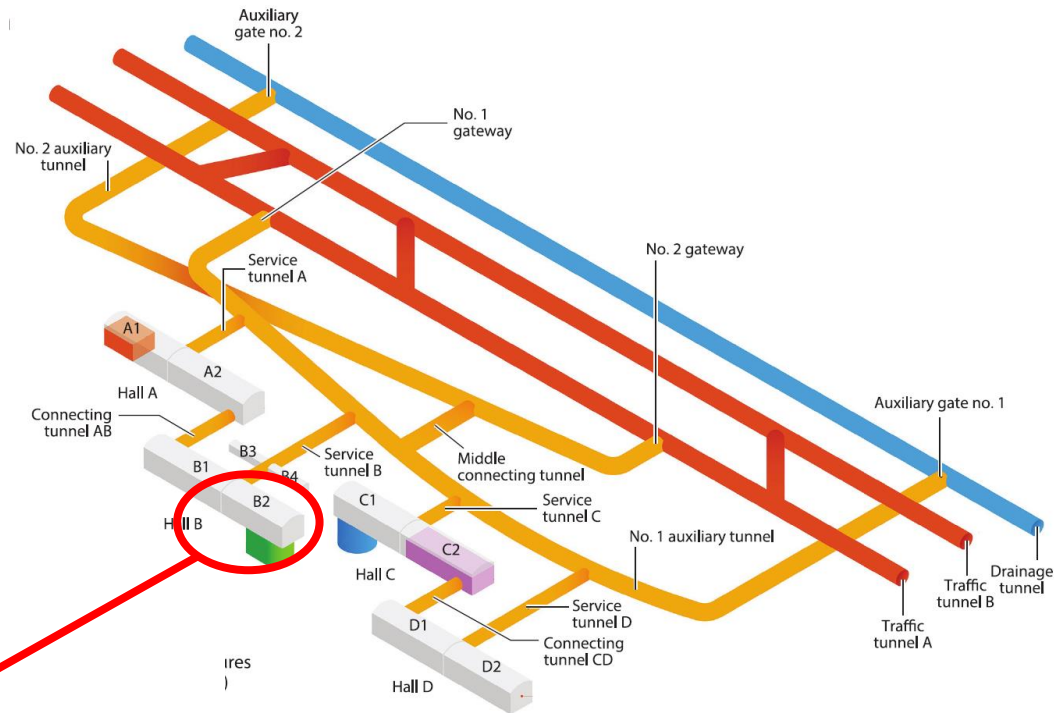 Auxiliary
gate no. 2
No. 1
gateway
No. 2 auxiliary
tunnel
Service
tunnel A
No. 2 gateway
A1
A2
Hall A
Auxiliary gate no. 1
Connecting
tunnel AB
B3
B4
Service
tunnel B
Middle
connecting tunnel
B1
B2
Hall B
C1
C2
Hall C
Service
tunnel C
No. 1 auxiliary tunnel
Drainage
tunnel
Traffic
tunnel B
Traffic
tunnel A
Service
tunnel D
Connecting
tunnel CD
D1
D2
Hall D